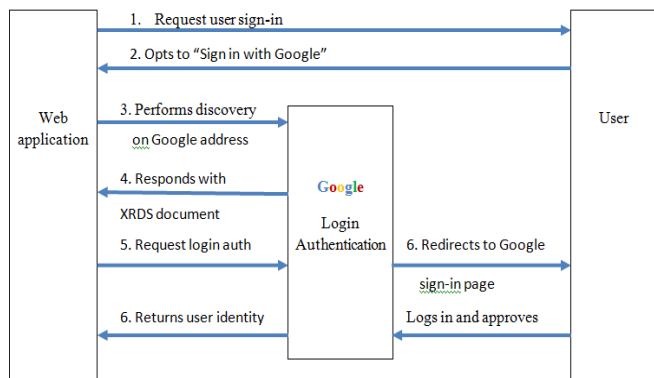 1. Request user sign-in
2. Opts to “Sign in with Google”
Web
application
3. Performs discovery
on Google address
User
4. Responds with
XRDS document
Google
Login
Authentication
5. Request login auth
6. Redirects to Google
sign-in page
6. Returns user identity
Logs in and approves